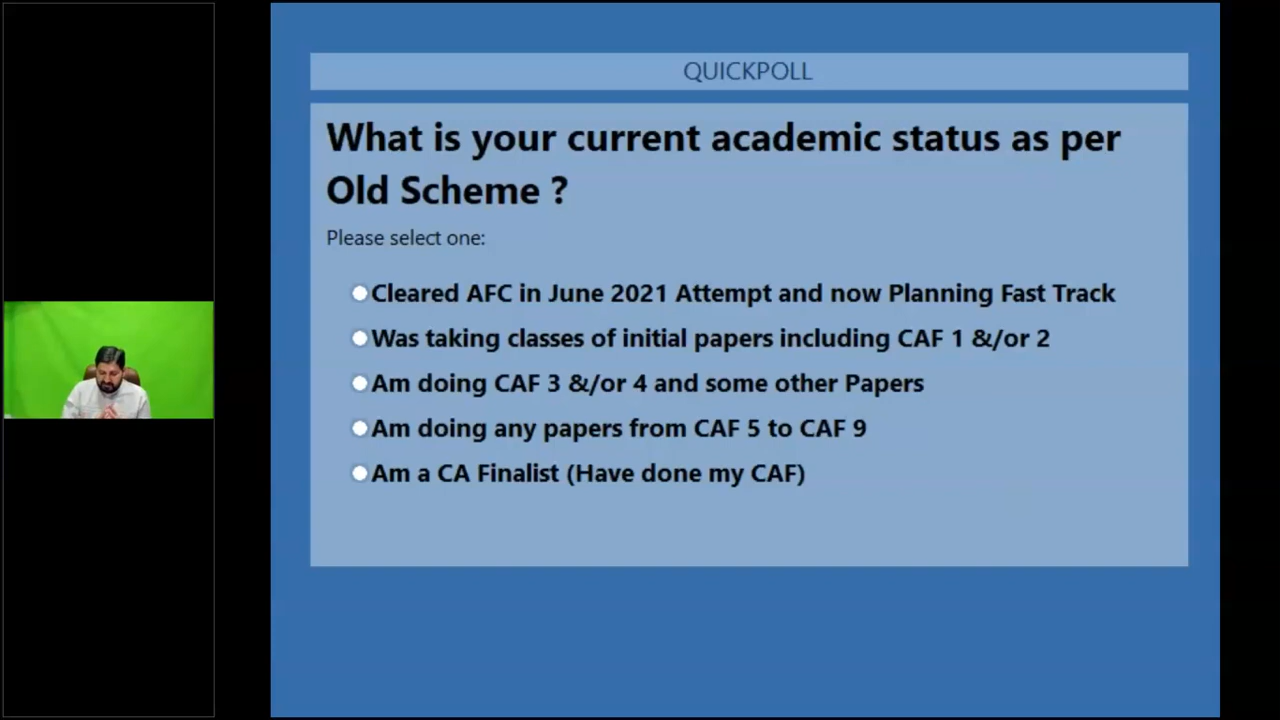 QUICKPOLL
What is your current academic status as per
Old Scheme ?
Please select one:
Cleared AFC in June 2021 Attempt and now Planning Fast Track
Was taking classes of initial papers including CAF 1 &/or 2
Am doing CAF 3 &/or 4 and some other Papers
Am doing any papers from CAF 5 to CAF 9
Am a CA Finalist (Have done my CAF)